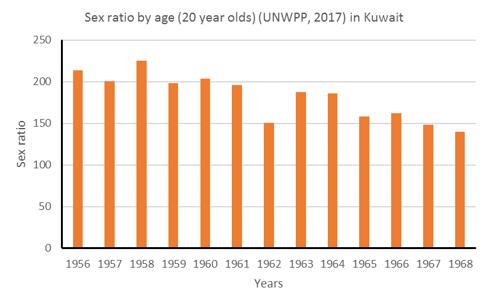 Sex ratio by age (20 year olds) (UNWPP, 2017) in Kuwait
250
200
150
100
50
0
Sex ratio
1956 1957 1958 1959 1960 1961 1962 1963 1964 1965 1966 1967 1968
Years